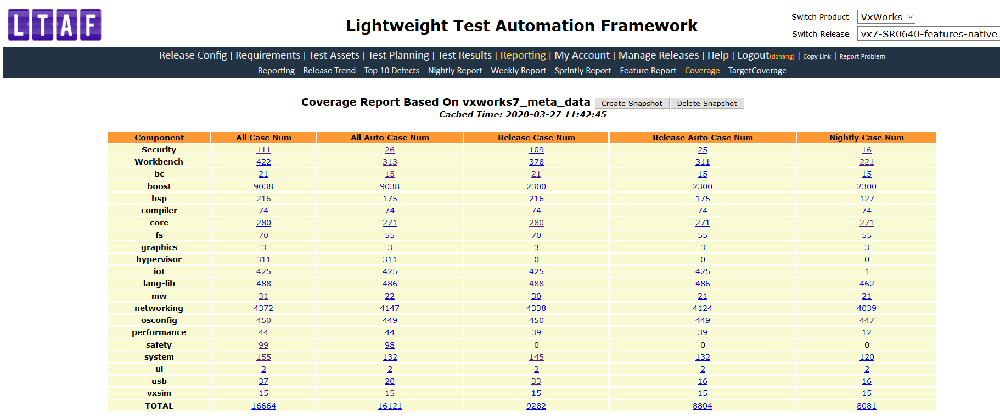 LTAF
Lightweight Test Automation Framework
Switch Product VxWorks
Switch Release vx7-SR0640-features-native
Release Config | Requirements | Test Assets | Test Planning | Test Results | Reporting | My Account | Manage Releases | Help | Logout(dzhang) | Copy Link | Report Problem
Reporting Release Trend Top 10 Defects Nightly Report Weekly Report Sprintly Report Feature Report Coverage TargetCoverage
Coverage Report Based On vxworks7_meta_data Create Snapshot Delete Snapshot
Cached Time: 2020-03-27 11:42:45
Component All Case Num All Auto Case Num Release Case Num Release Auto Case Num Nightly Case Num
Security 111 26 109 25 16
Workbench 422 313 378 311 221
bc 21 15 21 15 15
boost 9038 9038 2300 2300 2300
bsp 216 175 216 175 127
compiler 74 74 74 74 74
core 280 271 280 271 271
fs 70 55 70 55 55
graphics 3 3 3 3 3
hypervisor 311 311 0 0 0
iot 425 425 425 425 1
lang-lib 488 486 488 486 462
mw 31 22 30 21 21
networking 4372 4147 4338 4124 4039
osconfig 450 449 450 449 447
performance 44 44 39 39 12
safety 99 98 0 0 0
system 155 132 145 132 120
ui 2 2 2 2 2
usb 37 20 33 16 16
vxsim 15 15 15 15 15
TOTAL 16664 16121 9282 8804 8081